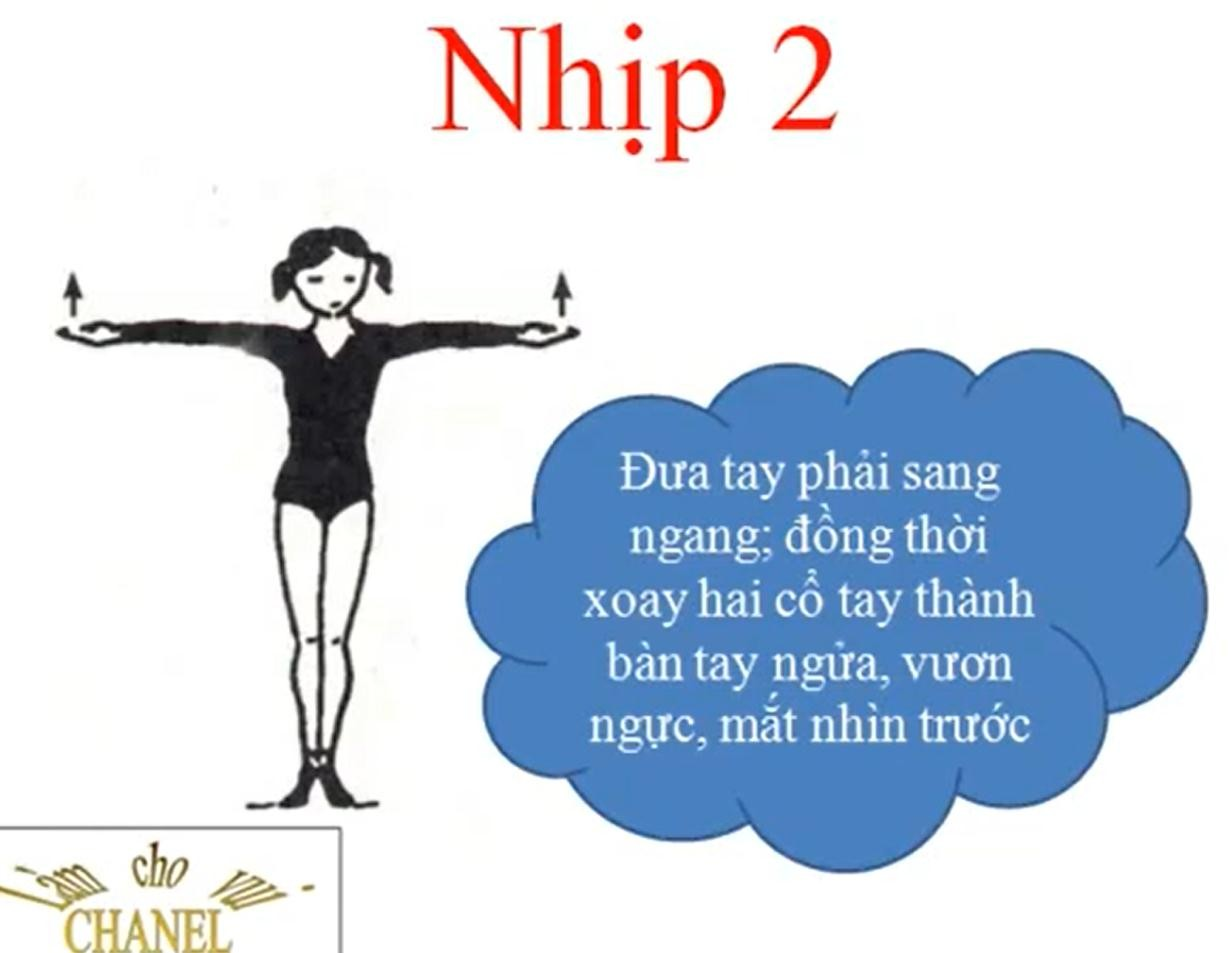 Nhịp 2
Đưa tay phải sang
ngang; đồng thời
xoay hai cổ tay thành
bàn tay ngửa, vươn
ngực, mắt nhìn trước
Làm cho vui -
CHANEL